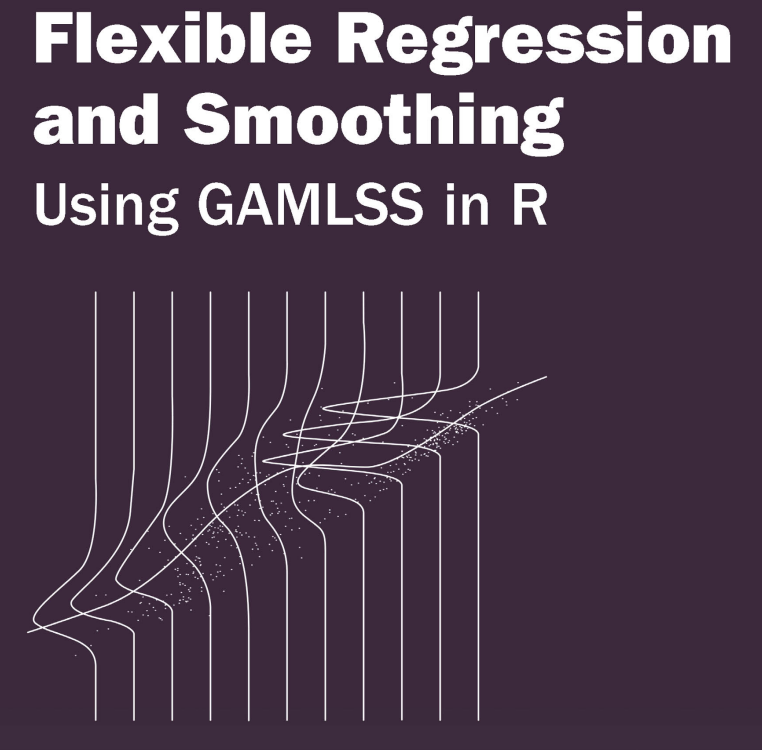 Flexible Regression
and Smoothing
Using GAMLSS in R